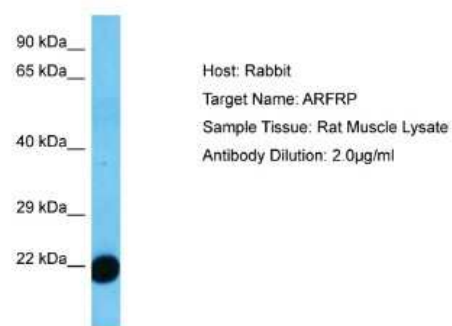 90 kDa
65 kDa
40 kDa
29 kDa
22 kDa
Host: Rabbit
Target Name: ARFRP
Sample Tissue: Rat Muscle Lysate
Antibody Dilution: 2.0µg/ml